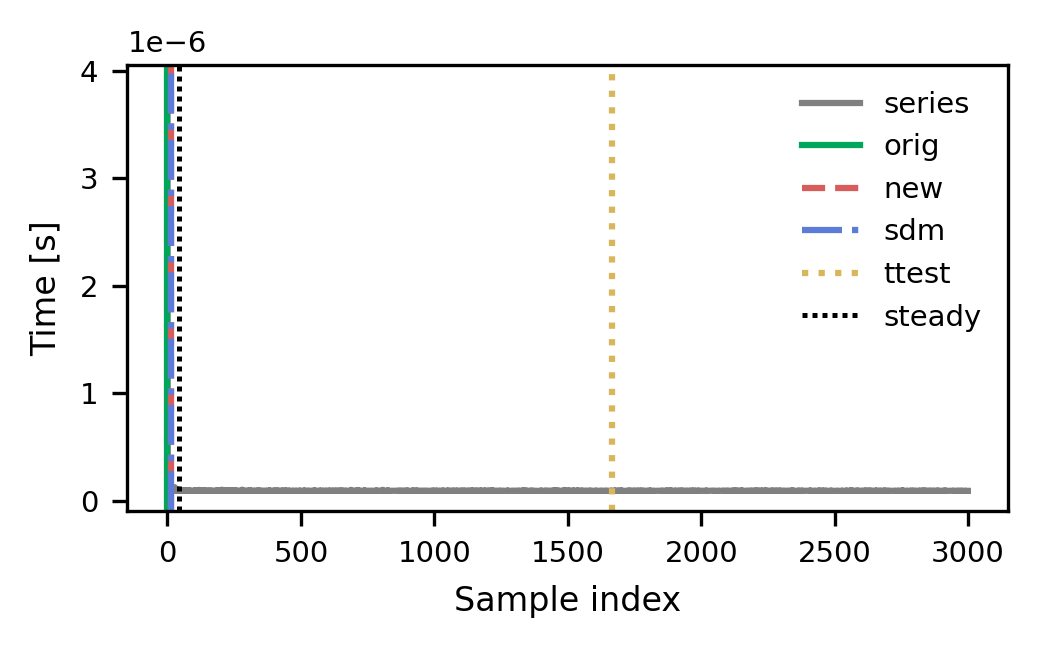 1e−6
4
3
2
1
0
Time [s]
series
orig
new
sdm
ttest
steady
0 500 1000 1500 2000 2500 3000
Sample index